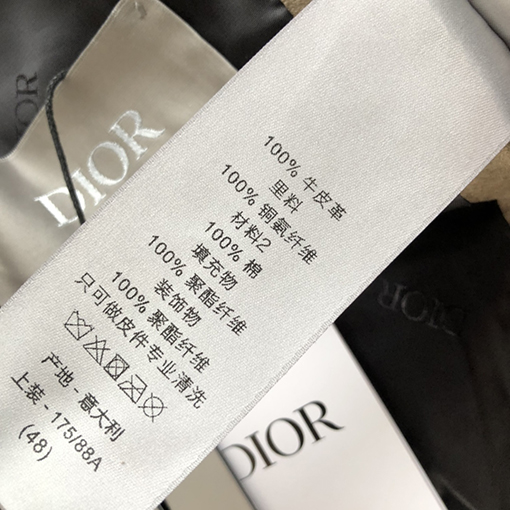 DIOR
DIOR
100% 牛皮革
里料
100% 铜氨纤维
材料2
100% 棉
填充物
100% 聚酯纤维
装饰物
100% 聚酯纤维
只可做皮件专业清洗
产地 - 意大利
上装 - 175/88A
(48)
DIOR
DIOR